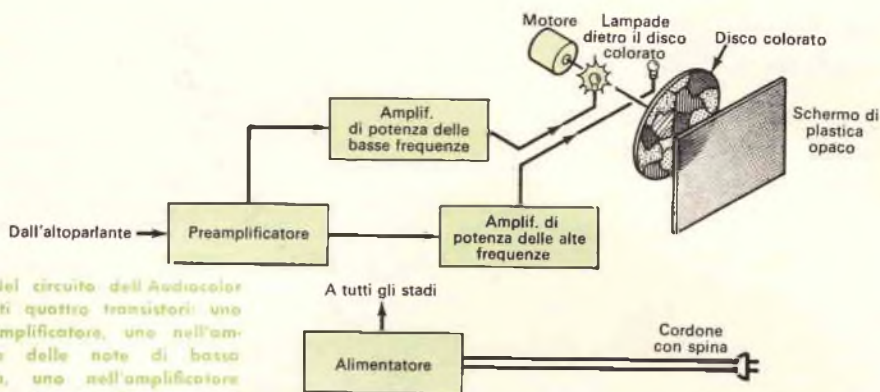 Motore
Lampade
dietro il disco
colorato
Disco colorato
Schermo di
plastica
opaco
Amplif.
di potenza delle
basse frequenze
Dall'altoparlante
Preamplificatore
Amplif. di
potenza delle alte
frequenze
del circuito dell'Audiocolor
ti quattro transistori: uno
amplificatore, uno nell'am-
delle note di bassa
a, uno nell'amplificatore
A tutti gli stadi
Alimentatore
Cordone
con spina